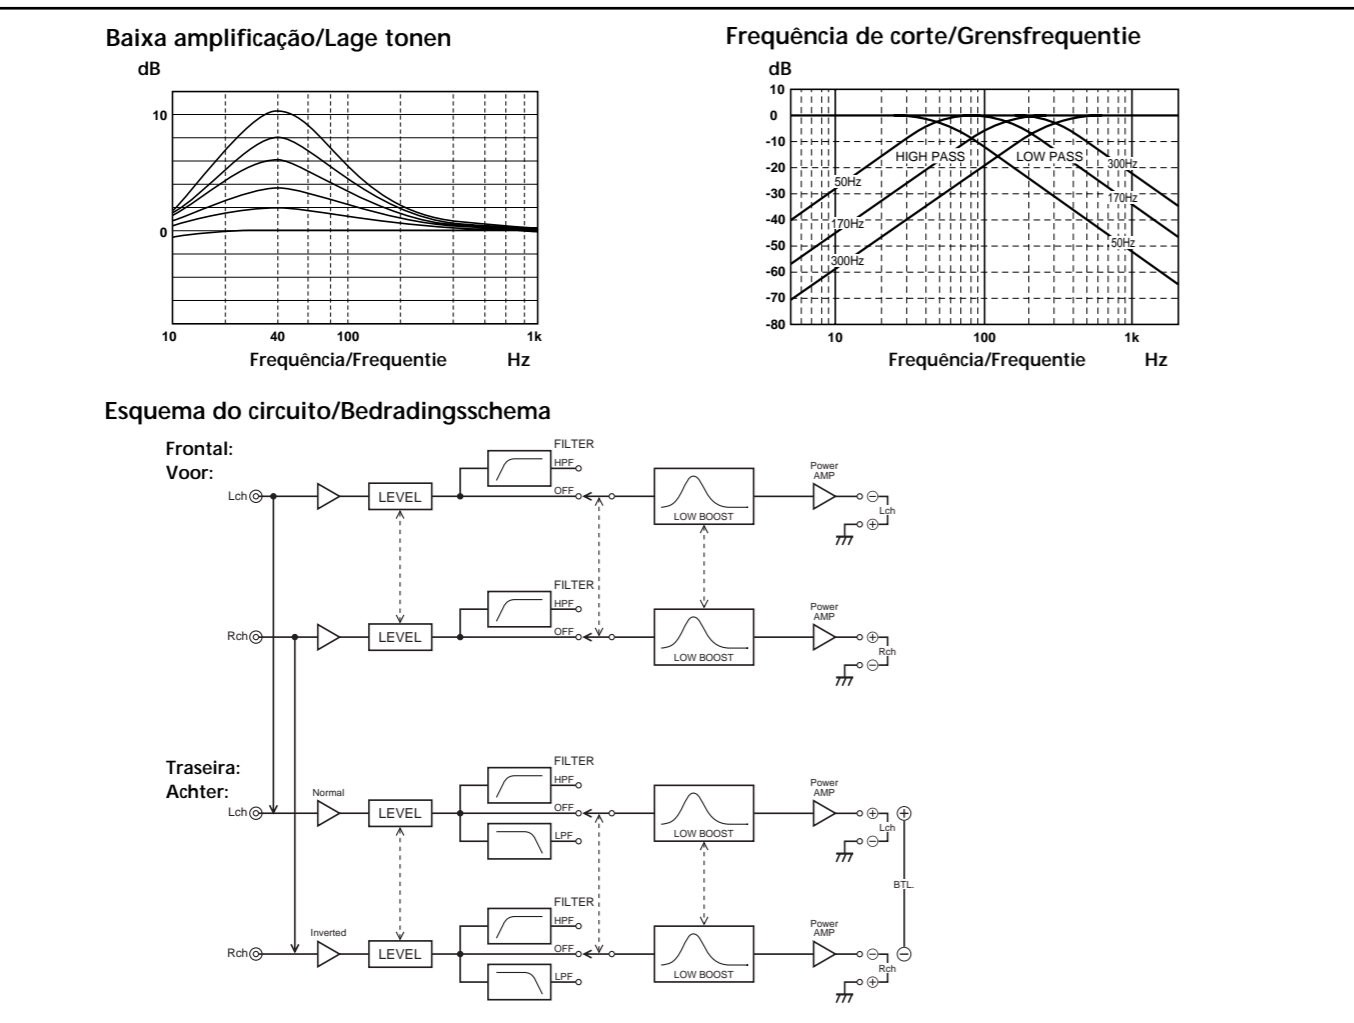 Baixa amplificação/Lage tonen
dB
10
0
10
40
100
1k
Frequência/Frequentie
Hz
Frequência de corte/Grensfrequentie
dB
10
0
-10
-20
-30
-40
-50
-60
-70
-80
HIGH PASS
LOW PASS
50Hz
170Hz
300Hz
300Hz
170Hz
50Hz
10
100
1k
Frequência/Frequentie
Hz
Esquema do circuito/Bedradingsschema
Frontal:
Voor:
Lch
LEVEL
FILTER
HPF
OFF
LOW BOOST
Power
AMP
Lch
Rch
LEVEL
FILTER
HPF
OFF
LOW BOOST
Power
AMP
Rch
Traseira:
Achter:
Lch
Normal
LEVEL
FILTER
HPF
OFF
LPF
LOW BOOST
Power
AMP
Lch
BTL.
Rch
Inverted
LEVEL
FILTER
HPF
OFF
LPF
LOW BOOST
Power
AMP
Rch